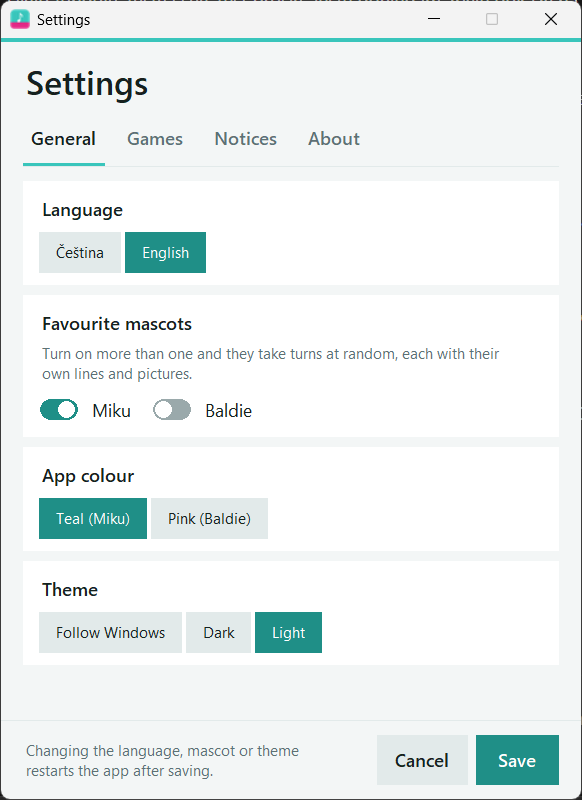 Settings
Settings
General
Games
Notices
About
Language
Čeština
English
Favourite mascots
Turn on more than one and they take turns at random, each with their
own lines and pictures.
Miku
Baldie
App colour
Teal (Miku)
Pink (Baldie)
Theme
Follow Windows
Dark
Light
Changing the language, mascot or theme
restarts the app after saving.
Cancel
Save